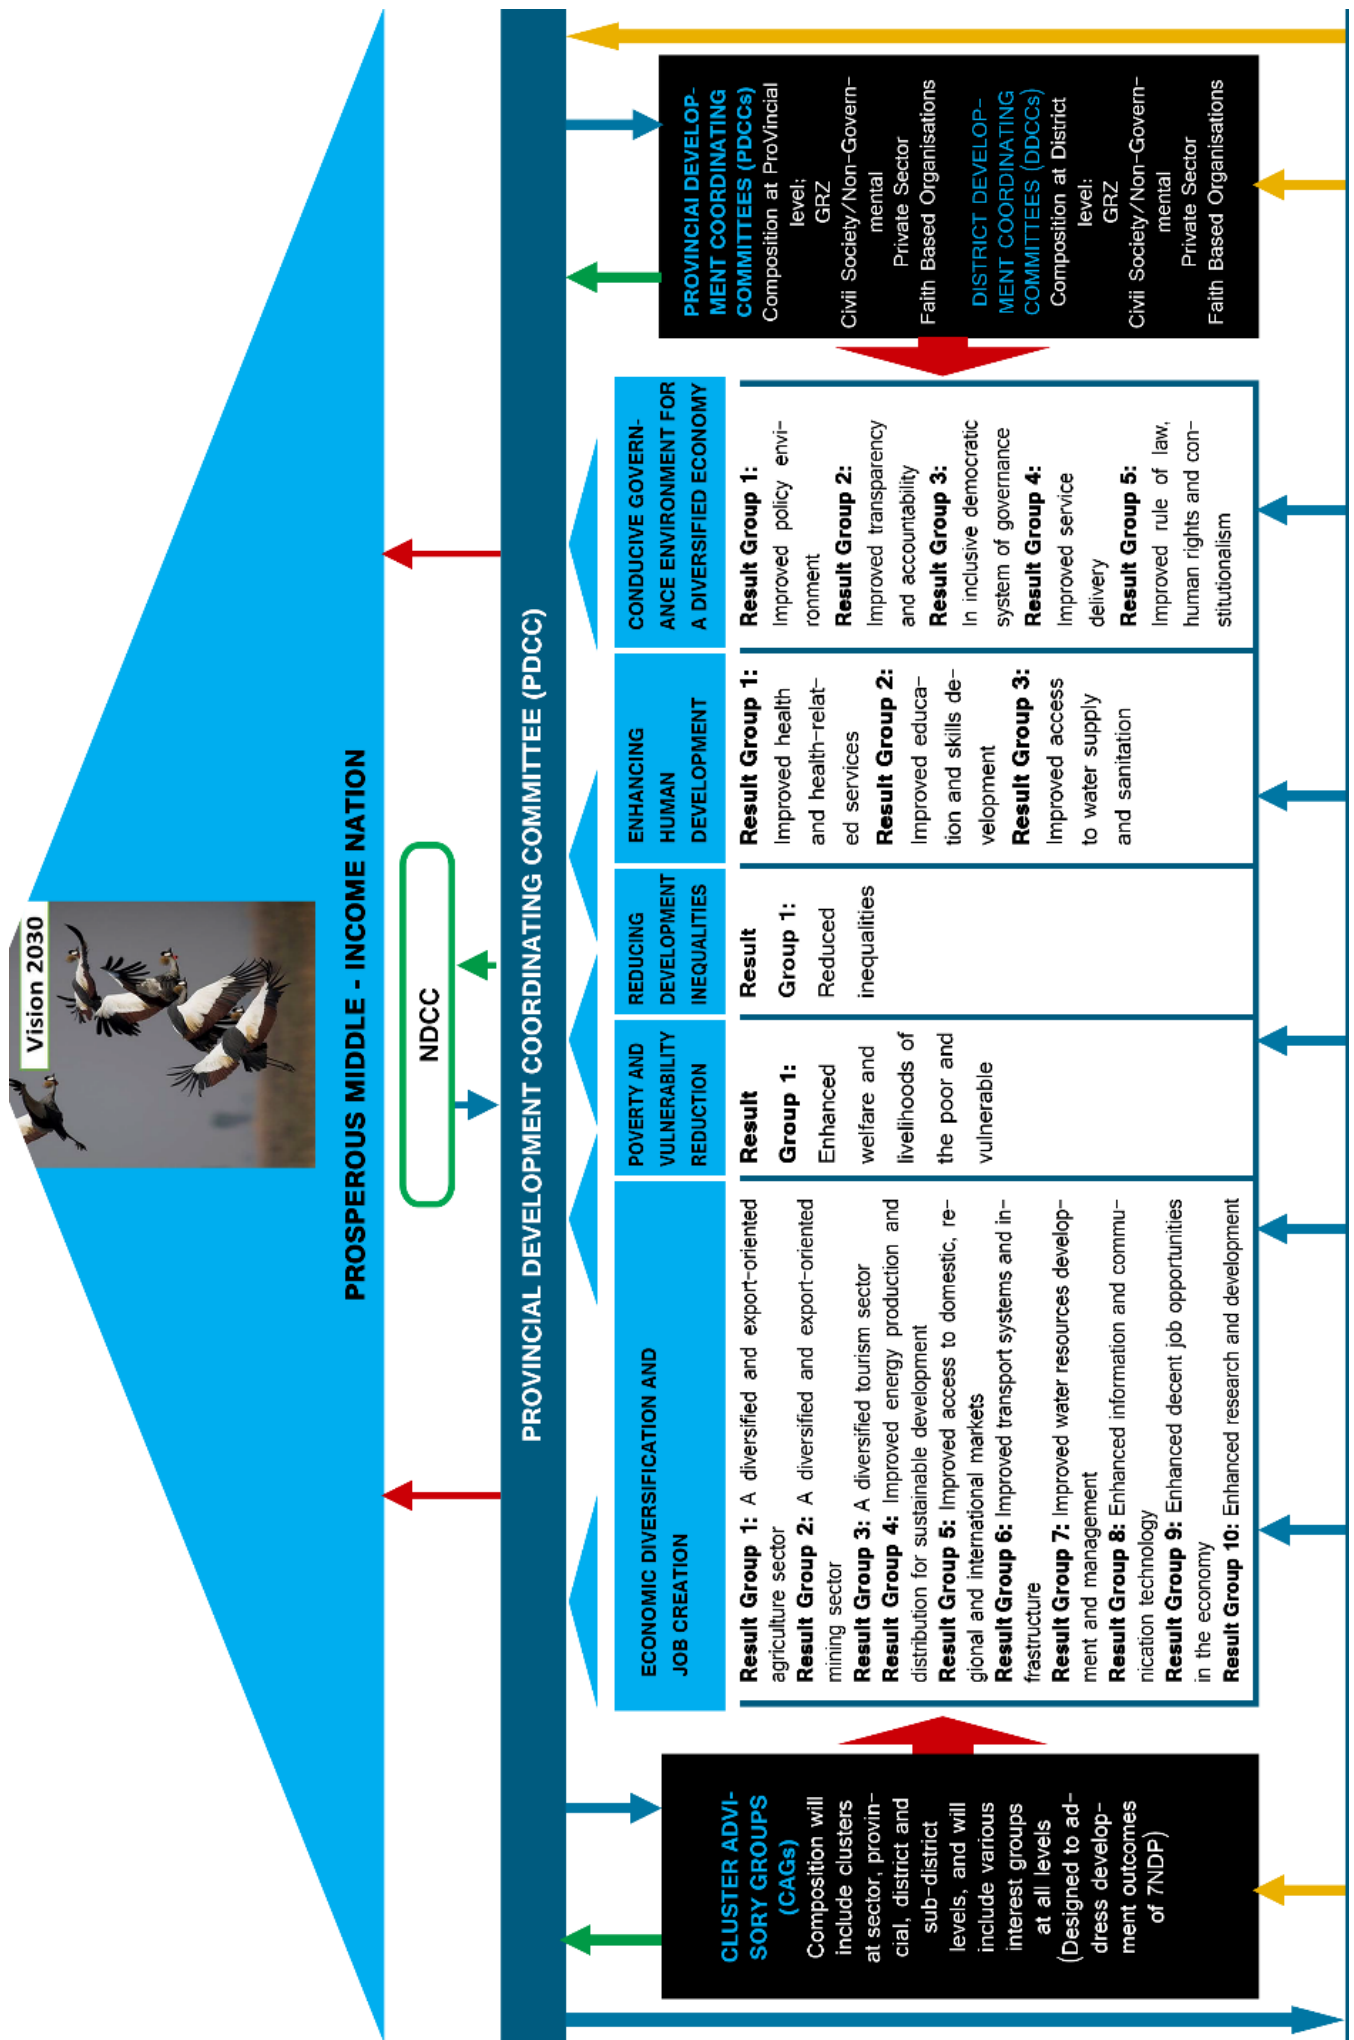 Vision 2030
PROSPEROUS MIDDLE - INCOME NATION
NDCC
PROVINCIAL DEVELOPMENT COORDINATING COMMITTEE (PDCC)
CLUSTER ADVI-
SORY GROUPS
(CAGs)
Composition will
include clusters
at sector, provin-
cial, district and
sub-district
levels, and will
include various
interest groups
at all levels
(Designed to ad-
dress develop-
ment outcomes
of 7NDP)
ECONOMIC DIVERSIFICATION AND
JOB CREATION
Result Group 1: A diversified and export-oriented
agriculture sector
Result Group 2: A diversified and export-oriented
mining sector
Result Group 3: A diversified tourism sector
Result Group 4: Improved energy production and
distribution for sustainable development
Result Group 5: Improved access to domestic, re-
gional and international markets
Result Group 6: Improved transport systems and in-
frastructure
Result Group 7: Improved water resources develop-
ment and management
Result Group 8: Enhanced information and commu-
nication technology
Result Group 9: Enhanced decent job opportunities
in the economy
Result Group 10: Enhanced research and development
POVERTY AND
VULNERABILITY
REDUCTION
Result
Group 1:
Enhanced
welfare and
livelihoods of
the poor and
vulnerable
REDUCING
DEVELOPMENT
INEQUALITIES
Result
Group 1:
Reduced
inequalities
ENHANCING
HUMAN
DEVELOPMENT
Result Group 1:
Improved health
and health-relat-
ed services
Result Group 2:
Improved educa-
tion and skills de-
velopment
Result Group 3:
Improved access
to water supply
and sanitation
CONDUCIVE GOVERN-
ANCE ENVIRONMENT FOR
A DIVERSIFIED ECONOMY
Result Group 1:
Improved policy envi-
ronment
Result Group 2:
Improved transparency
and accountability
Result Group 3:
In inclusive democratic
system of governance
Result Group 4:
Improved service
delivery
Result Group 5:
Improved rule of law,
human rights and con-
stitutionalism
PROVINCIAI DEVELOP-
MENT COORDINATING
COMMITTEES (PDCCs)
Composition at ProVincial
level:
GRZ
Civii Society/Non-Govern-
mental
Private Sector
Faith Based Organisations
DISTRICT DEVELOP-
MENT COORDINATING
COMMITTEES (DDCCs)
Composition at District
level:
GRZ
Civii Society/Non-Govern-
mental
Private Sector
Faith Based Organisations